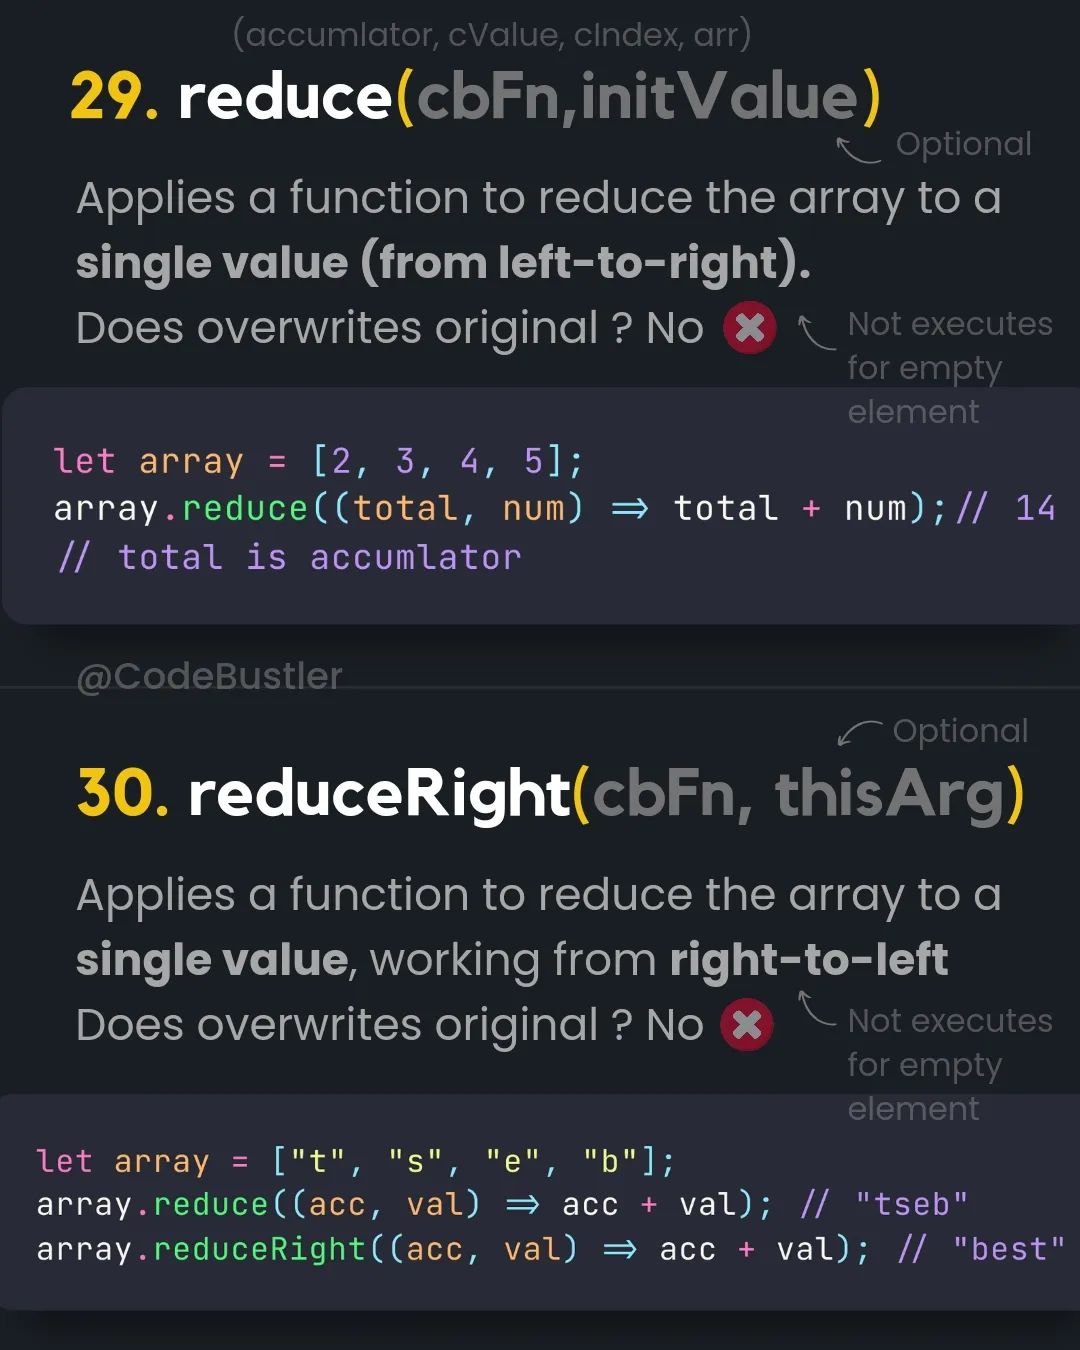 (accumlator, cValue, cIndex, arr)
29. reduce(cbFn,initValue)
Optional
Applies a function to reduce the array to a
single value (from left-to-right).
Does overwrites original ? No
Not executes
for empty
element
let array = [2, 3, 4, 5];
array.reduce((total, num) => total + num);// 14
// total is accumlator
@CodeBustler
Optional
30. reduceRight(cbFn, thisArg)
Applies a function to reduce the array to a
single value, working from right-to-left
Does overwrites original ? No
Not executes
for empty
element
let array = ["t", "s", "e", "b"];
array.reduce((acc, val) => acc + val); // "tseb"
array.reduceRight((acc, val) => acc + val); // "best"